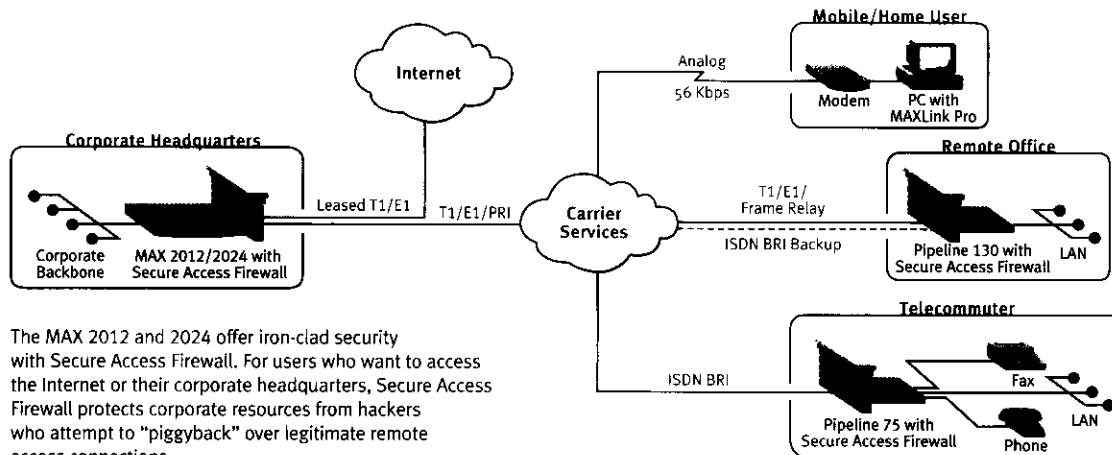 Mobile/Home User
Internet
Analog
56 Kbps
Modem
PC with
MAXLink Pro
Corporate Headquarters
Remote Office
Leased T1/E1
T1/E1/PRI
Carrier
Services
T1/E1/
Frame Relay
ISDN BRI Backup
Corporate
Backbone
MAX 2012/2024 with
Secure Access Firewall
Pipeline 130 with
Secure Access Firewall
LAN
Telecommuter
The MAX 2012 and 2024 offer iron-clad security
with Secure Access Firewall. For users who want to access
the Internet or their corporate headquarters, Secure Access
Firewall protects corporate resources from hackers
who attempt to "piggyback" over legitimate remote
access connections
ISDN BRI
Fax
LAN
Pipeline 75 with
Secure Access Firewall
Phone